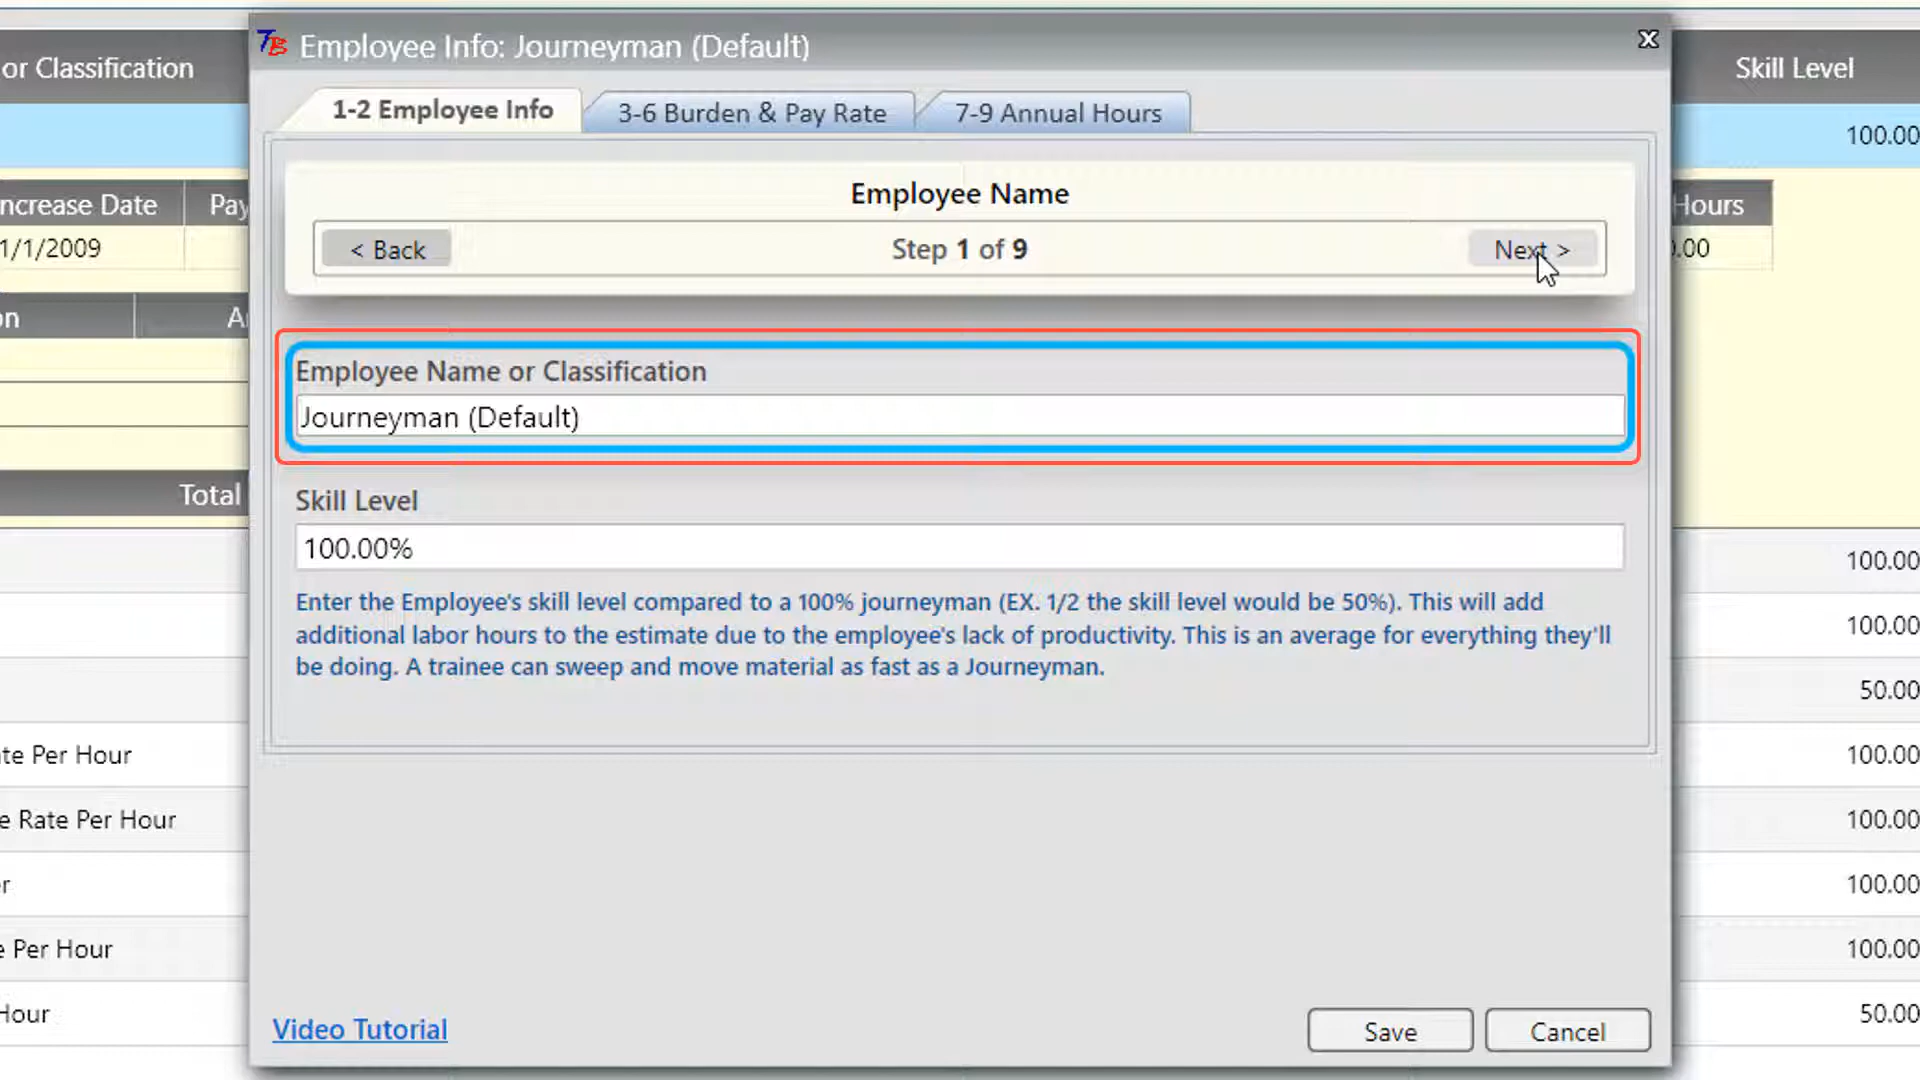 TB Employee Info: Journeyman (Default)
or Classification
Skill Level
1-2 Employee Info
3-6 Burden & Pay Rate
7-9 Annual Hours
100.00
Employee Name
ncrease Date
Pay
Hours
< Back
Step 1 of 9
Next >
1/1/2009
.00
on
Employee Name or Classification
Journeyman (Default)
Total
Skill Level
100.00%
100.00
Enter the Employee's skill level compared to a 100% journeyman (EX. 1/2 the skill level would be 50%). This will add
additional labor hours to the estimate due to the employee's lack of productivity. This is an average for everything they'll
be doing. A trainee can sweep and move material as fast as a Journeyman.
100.00
50.00
te Per Hour
100.00
e Rate Per Hour
100.00
r
100.00
e Per Hour
100.00
Hour
50.00
Video Tutorial
Save
Cancel